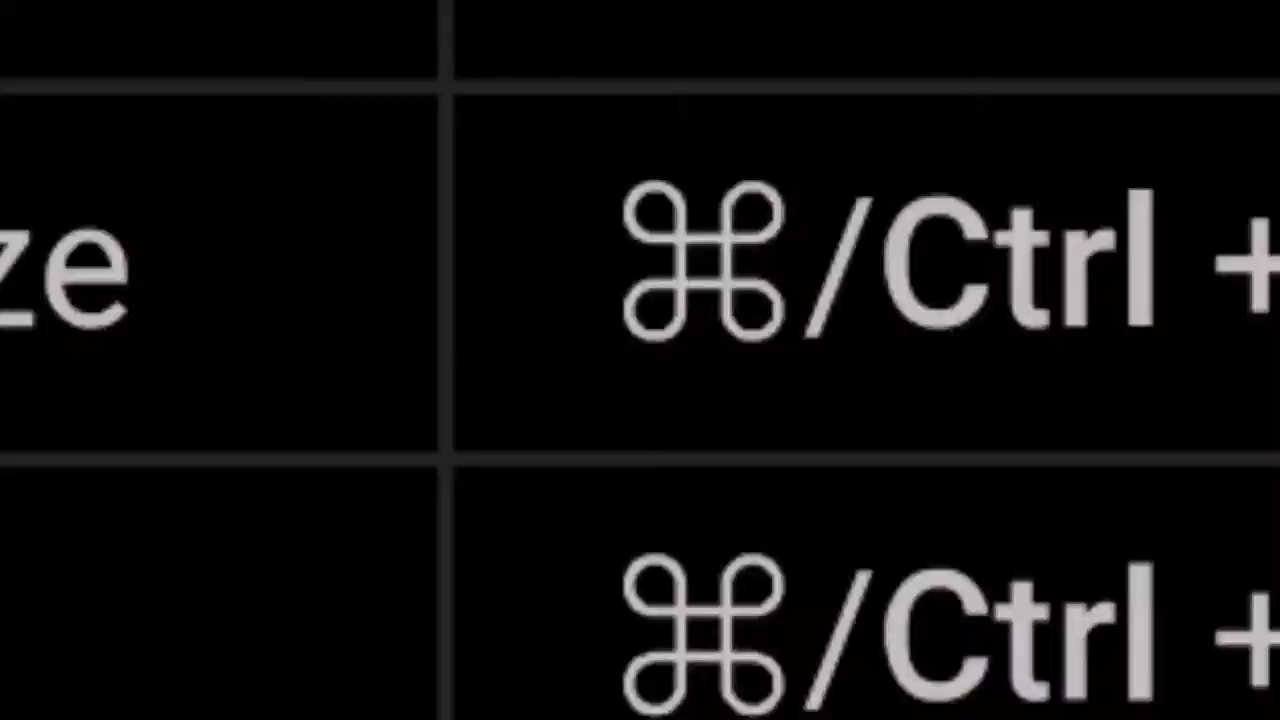 ze ⌘/Ctrl +
⌘/Ctrl +